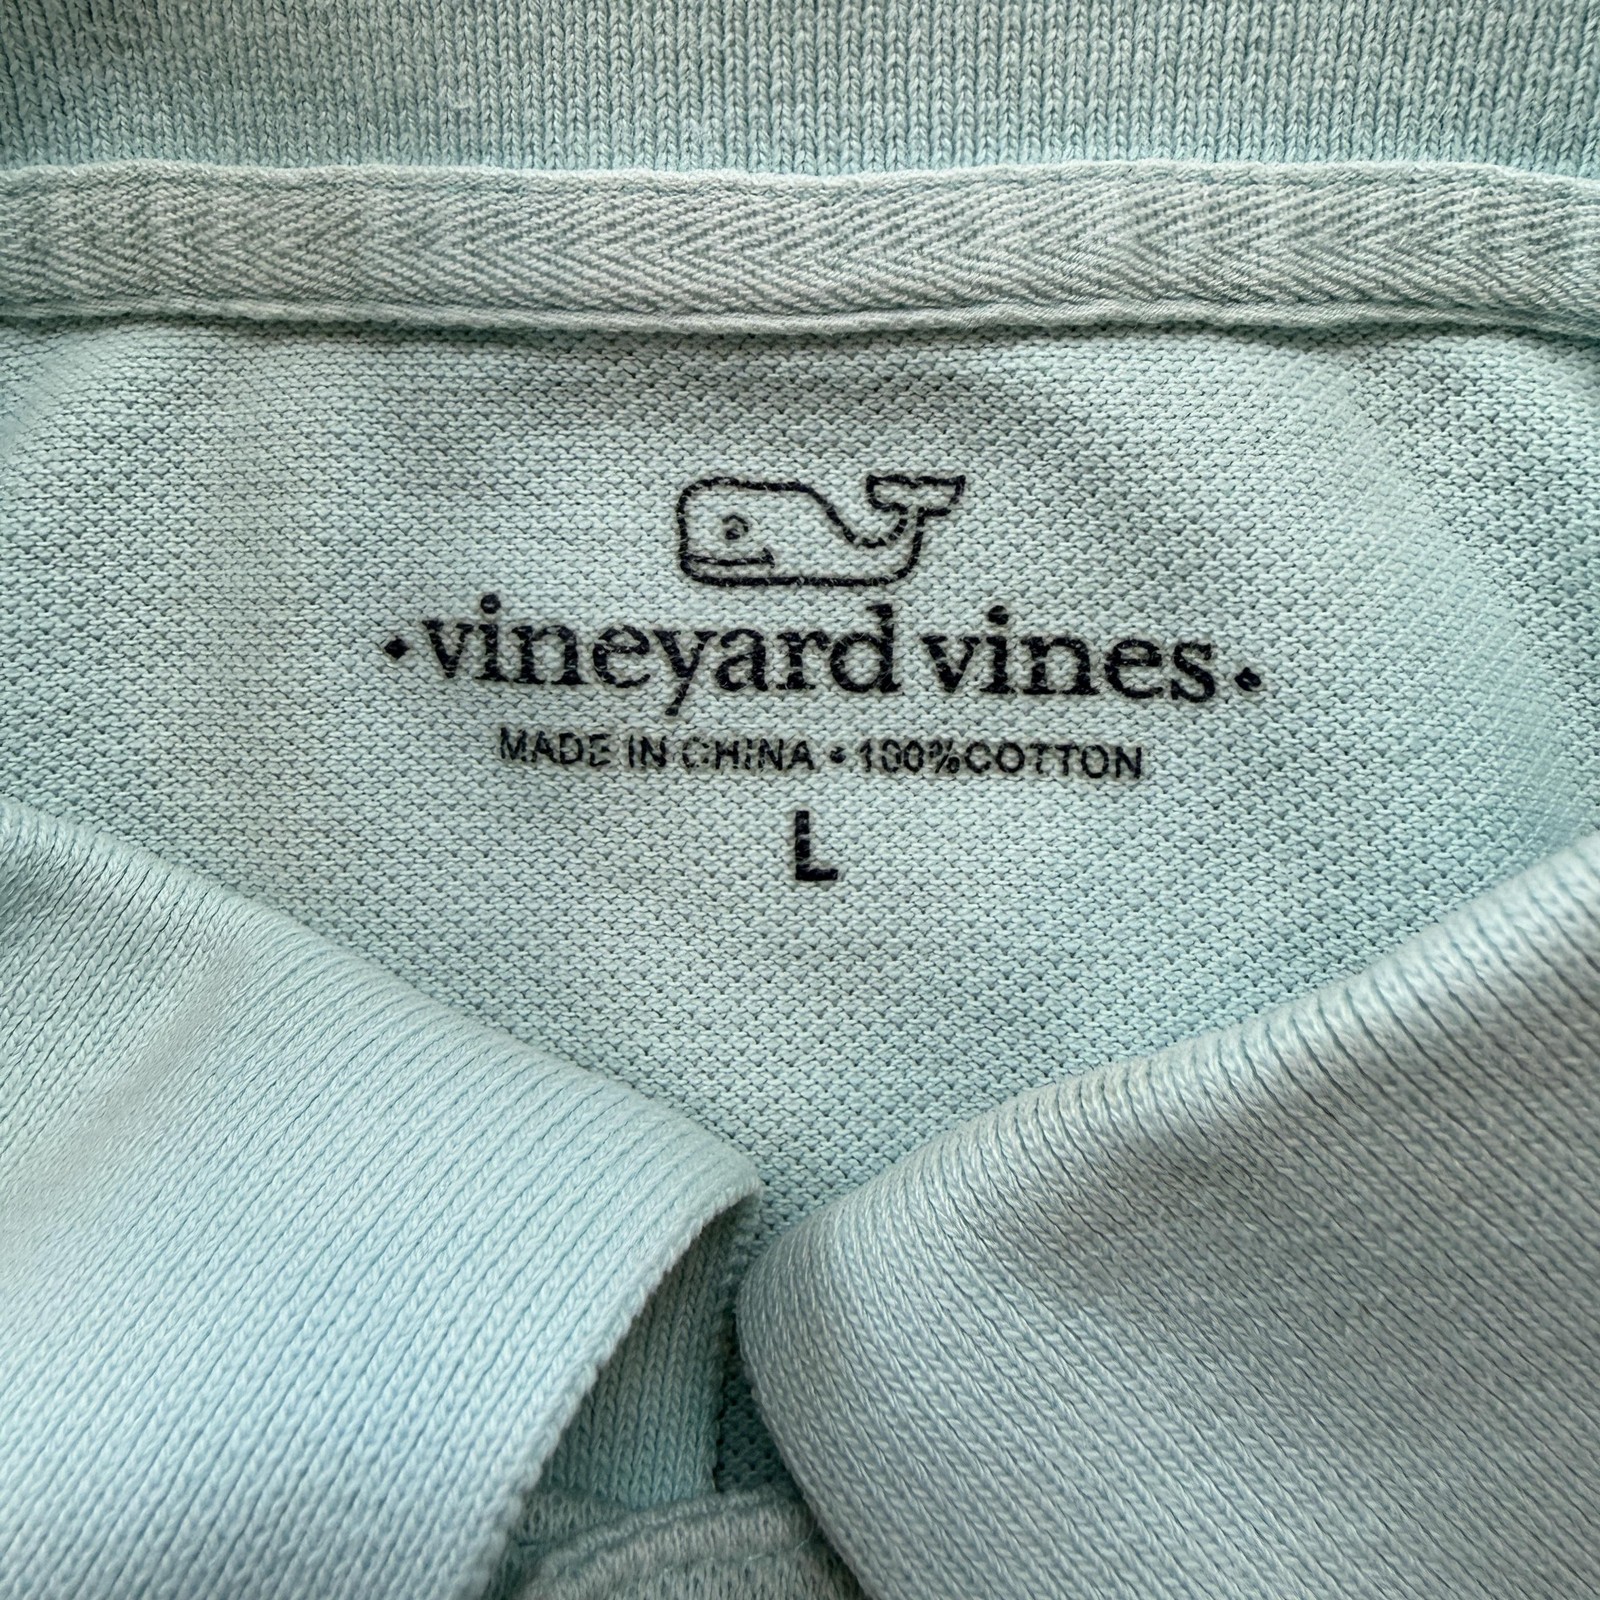 •vineyard vines•
MADE IN CHINA • 100%COTTON
L